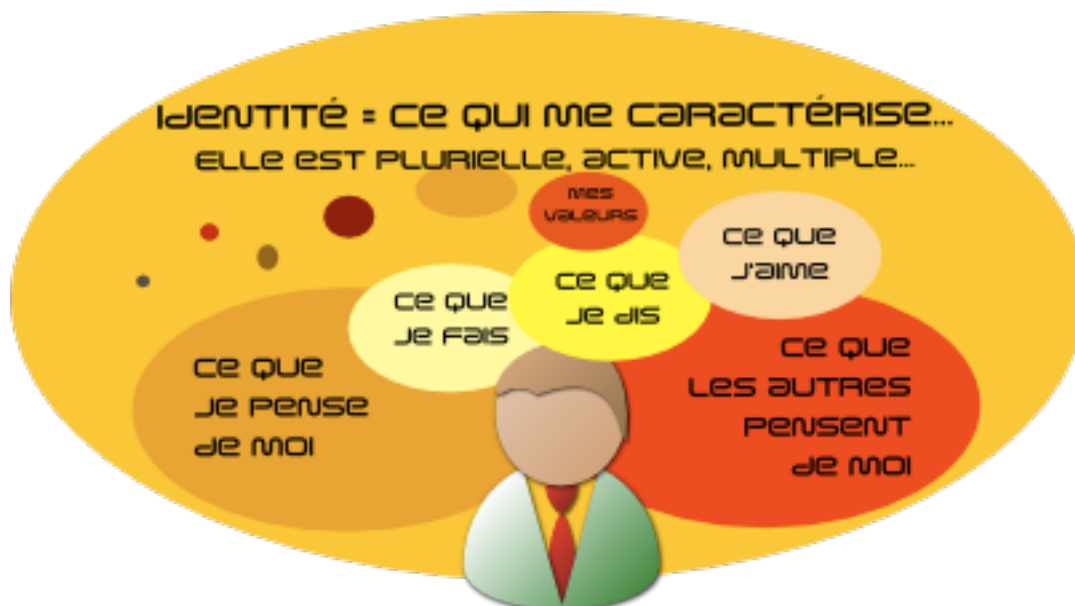 Identité = ce qui me caractérise...
Elle est plurielle, active, multiple...
Mes
valeurs
Ce que
j'aime
Ce que
je dis
Ce que
je fais
Ce que
je pense
de moi
Ce que
les autres
pensent
de moi